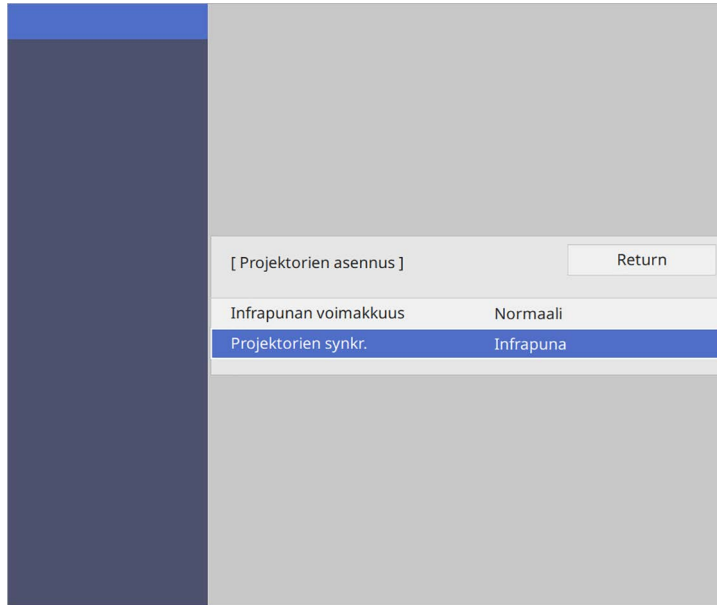 [ Projektorien asennus ] Return
Infrapunan voimakkuus Normaali
Projektorien synkr. Infrapuna